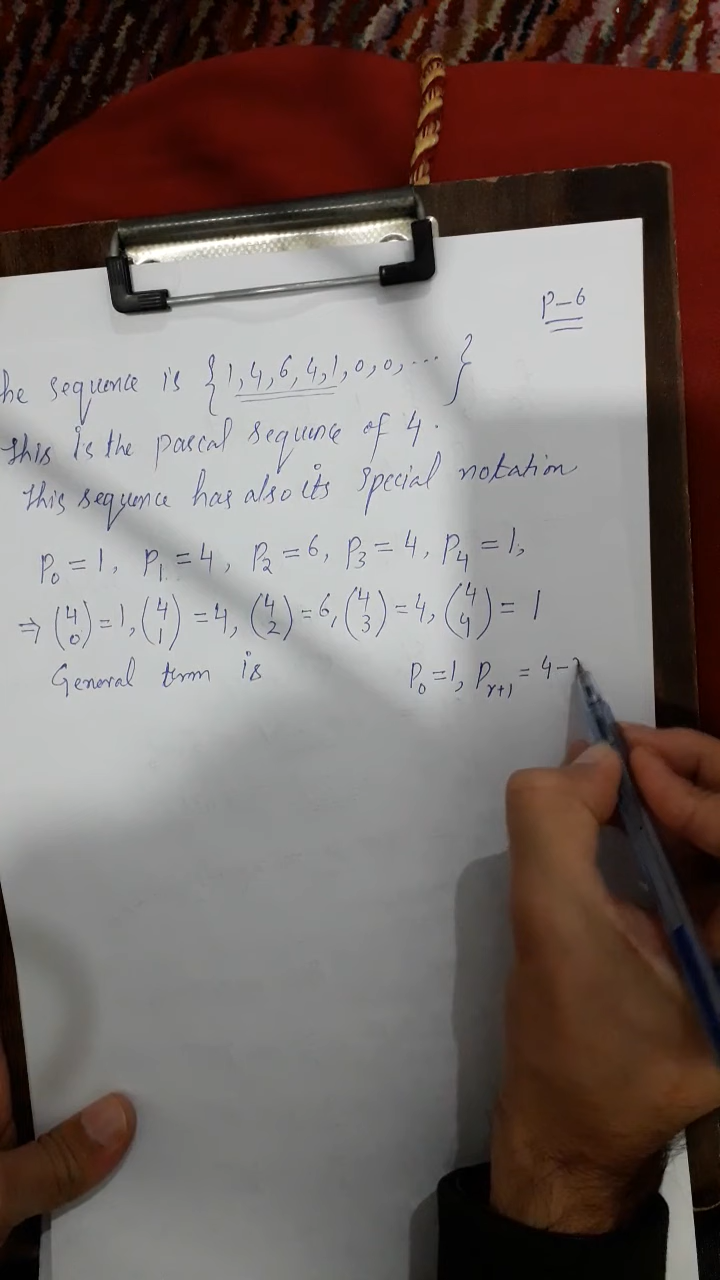 P-6
he sequence is {1,4,6,4,1,0,0,... }
this is the pascal sequence of 4.
this sequence has also its special notation
P₀ = 1, P₁ = 4, P₂ = 6, P₃ = 4, P₄ = 1,
⇒ (4 0) = 1, (4 1) = 4, (4 2) = 6, (4 3) = 4, (4 4) = 1
General term is P₀ = 1, Pᵣ₊₁ = 4-